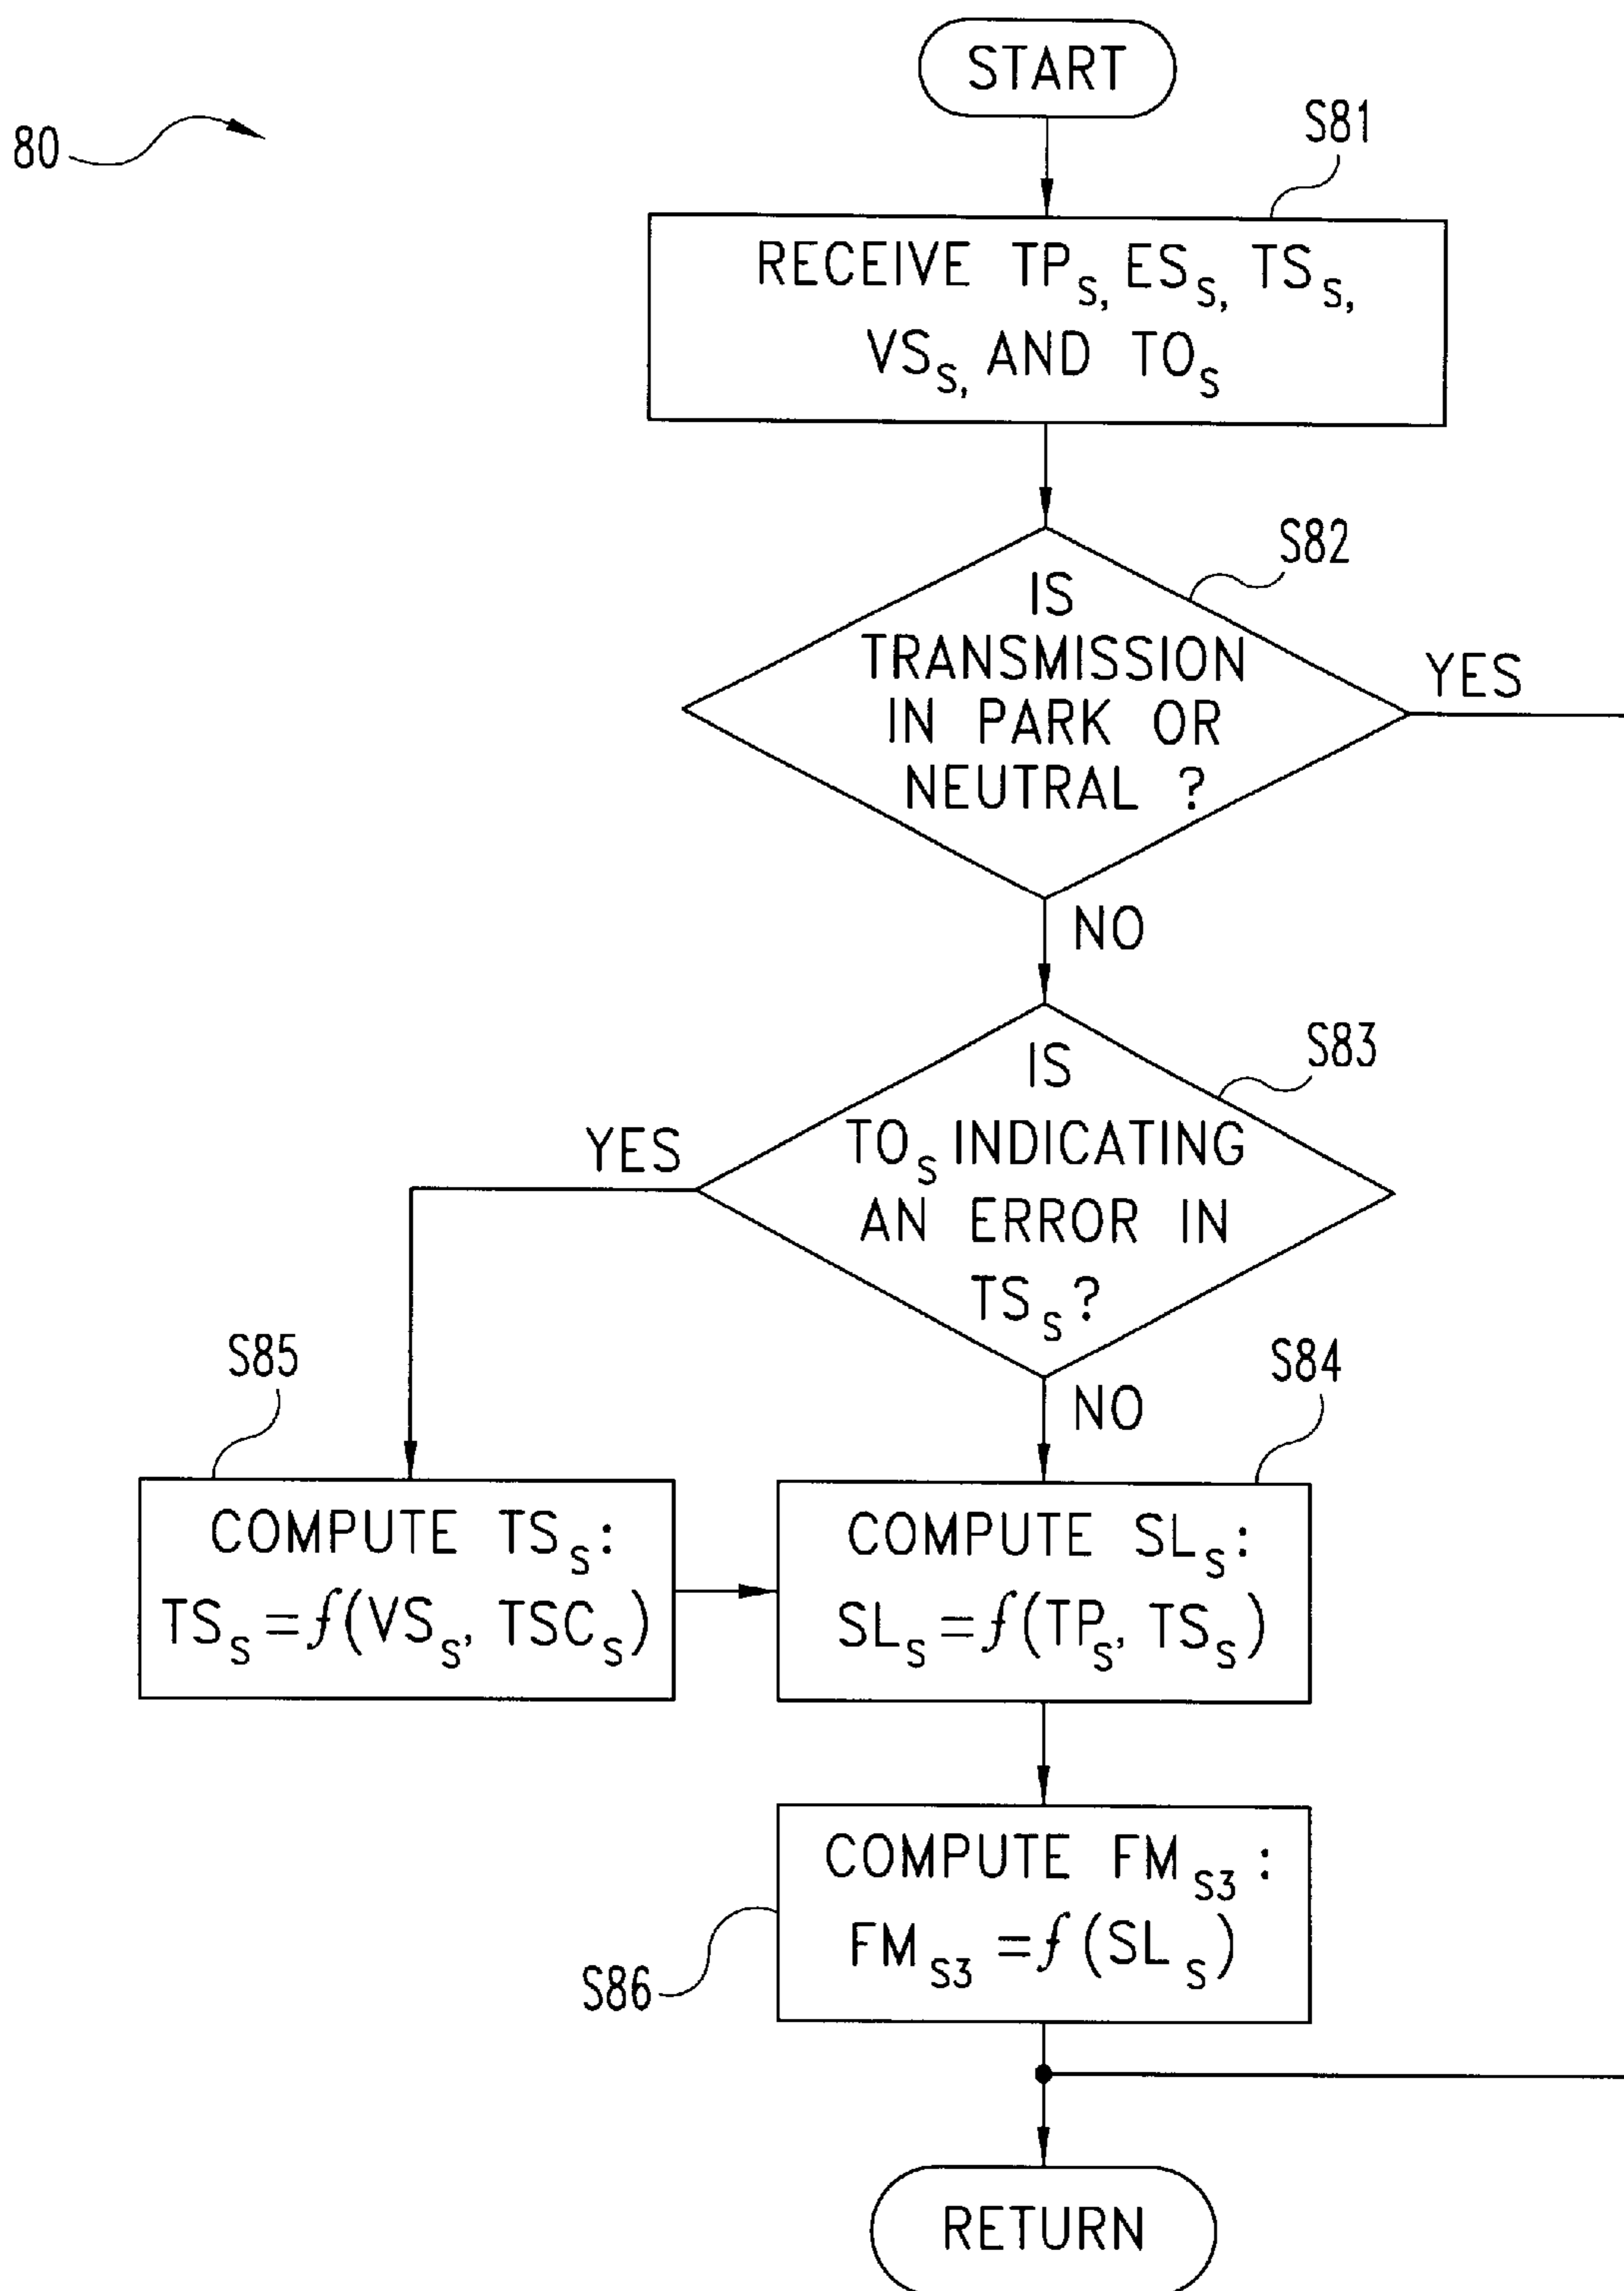 START
80
S81
RECEIVE TPS, ESS, TSS,
VSS, AND TOS
S82
IS
TRANSMISSION
IN PARK OR
NEUTRAL ?
YES
NO
S83
IS
TOS INDICATING
AN ERROR IN
TSS?
YES
NO
S85
COMPUTE TSS:
TSS = f(VSS, TSCS)
S84
COMPUTE SLS:
SLS = f(TPS, TSS)
COMPUTE FMS3 :
FMS3 = f(SLS)
S86
RETURN